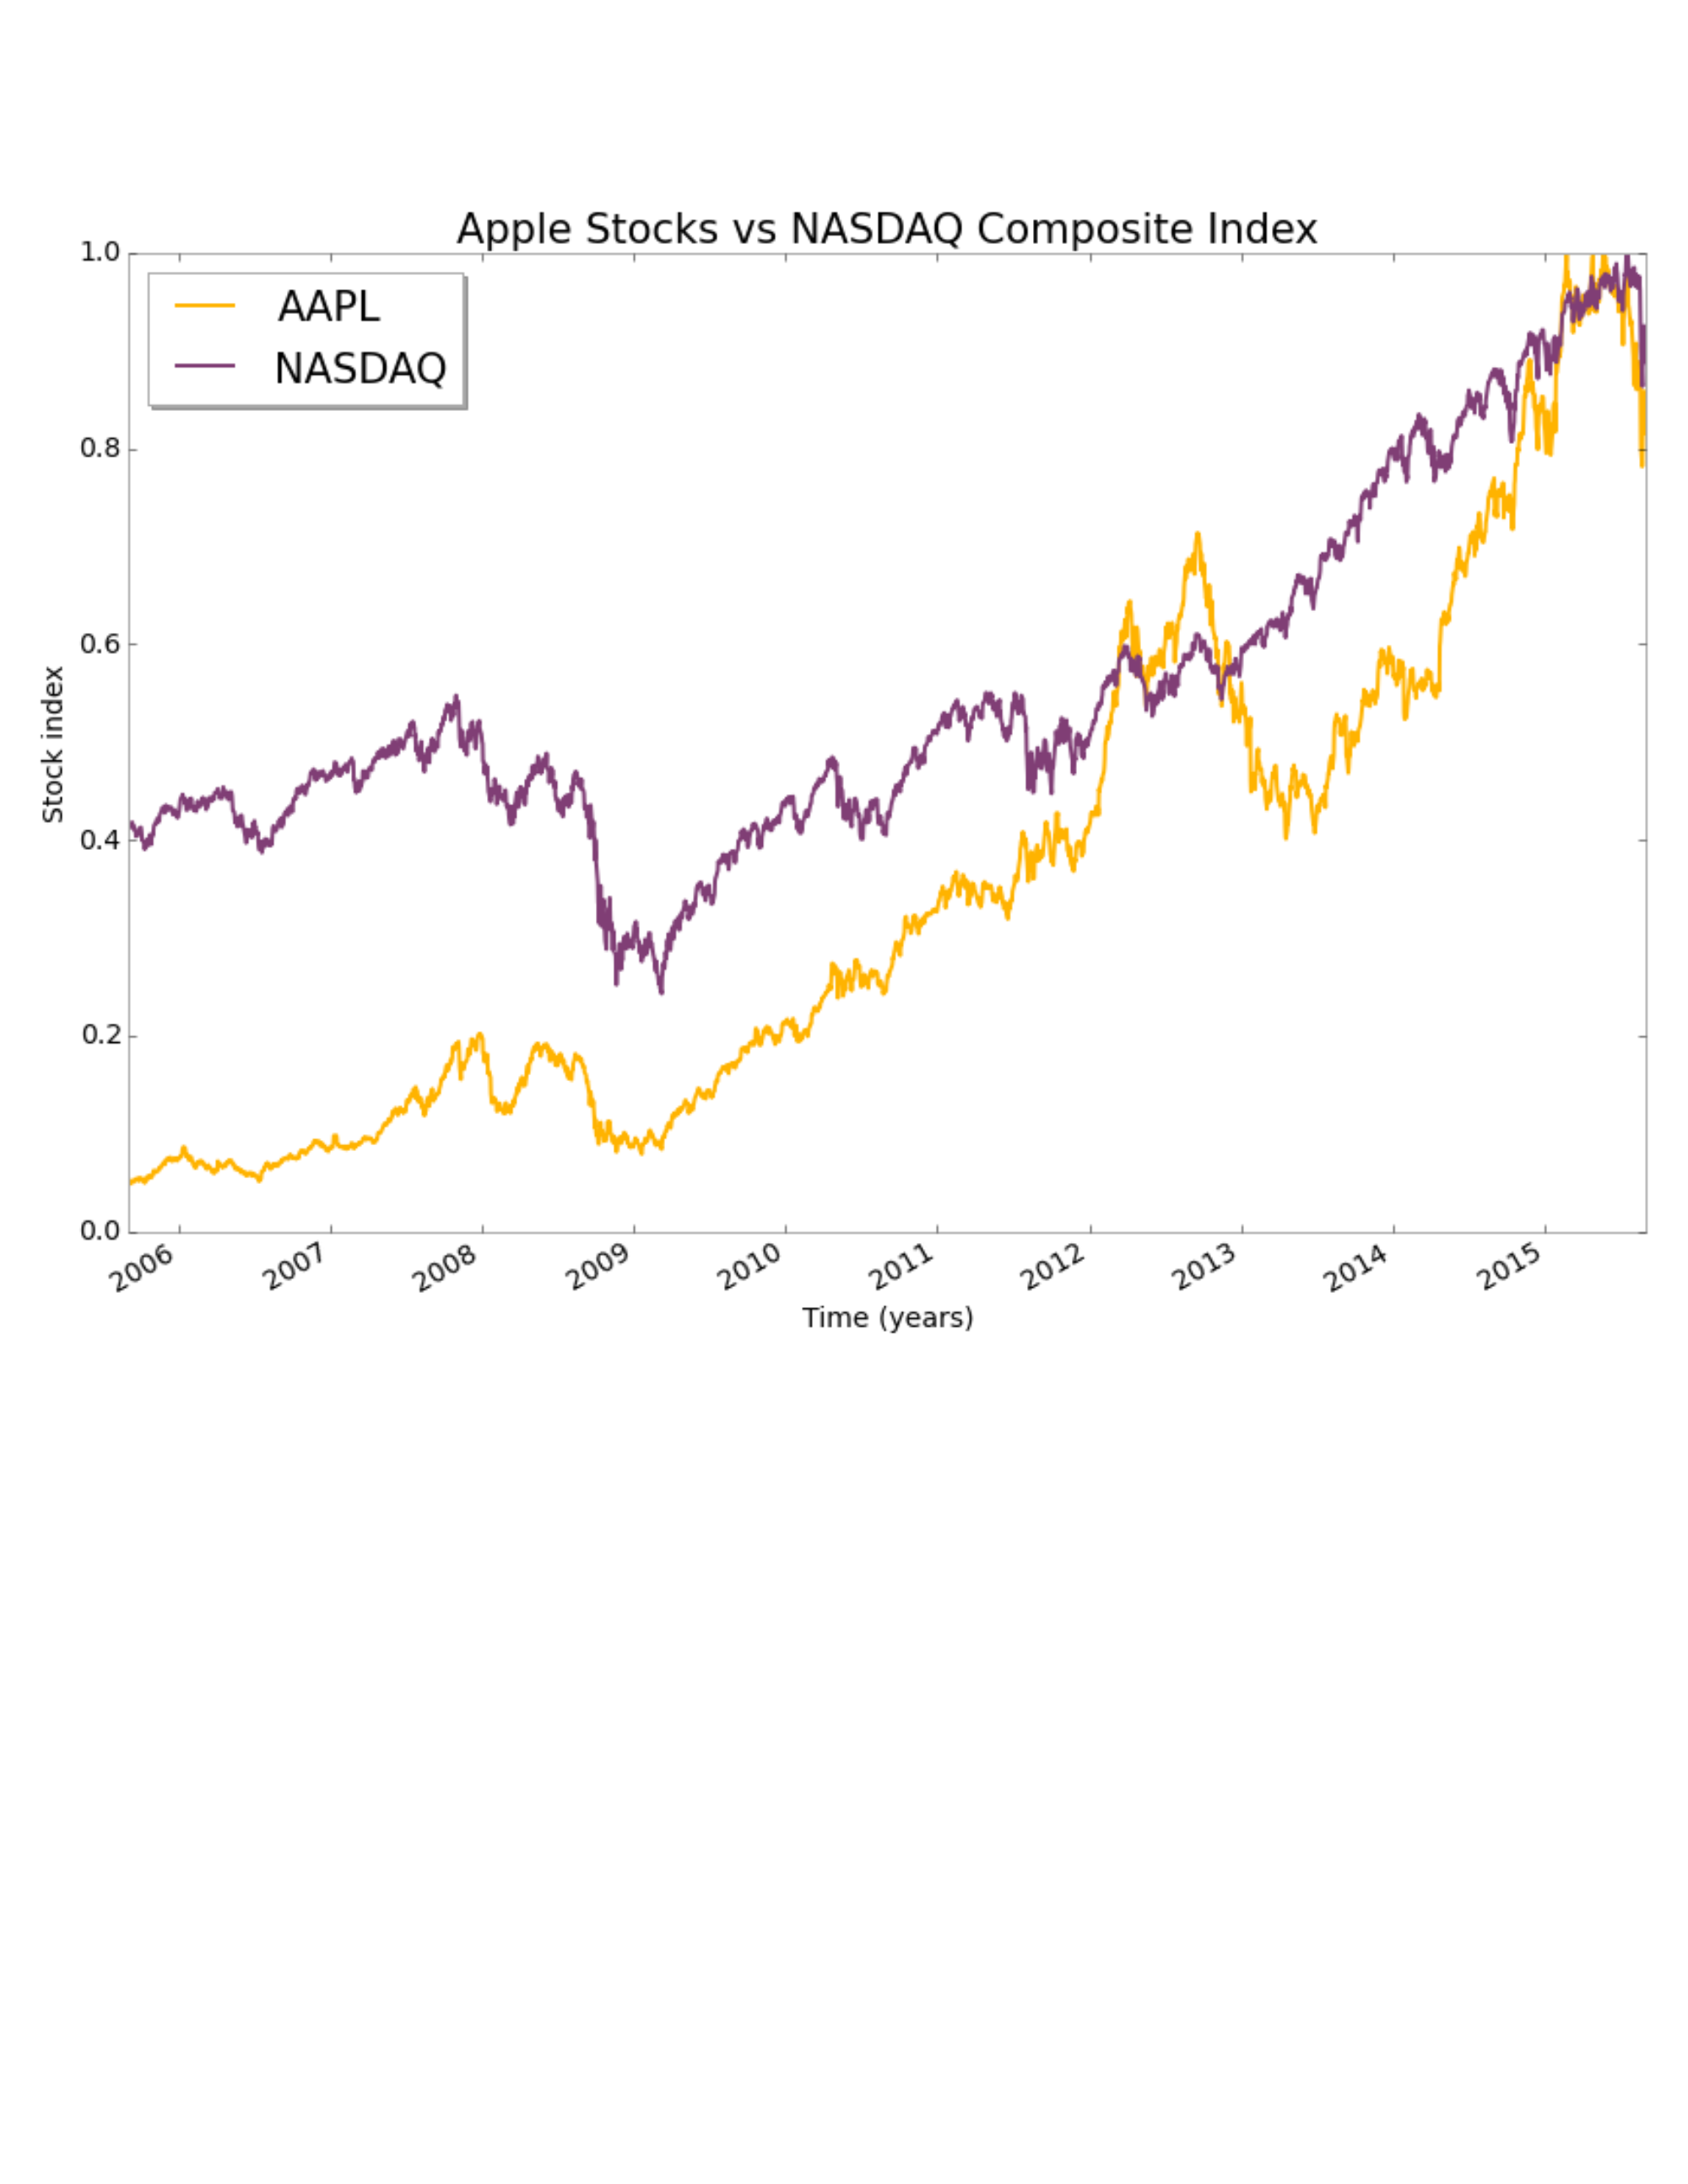 Apple Stocks vs NASDAQ Composite Index
1.0
AAPL
NASDAQ
0.8
0.6
Stock index
0.4
0.2
0.0
2006 2007 2008 2009 2010 2011 2012 2013 2014 2015
Time (years)